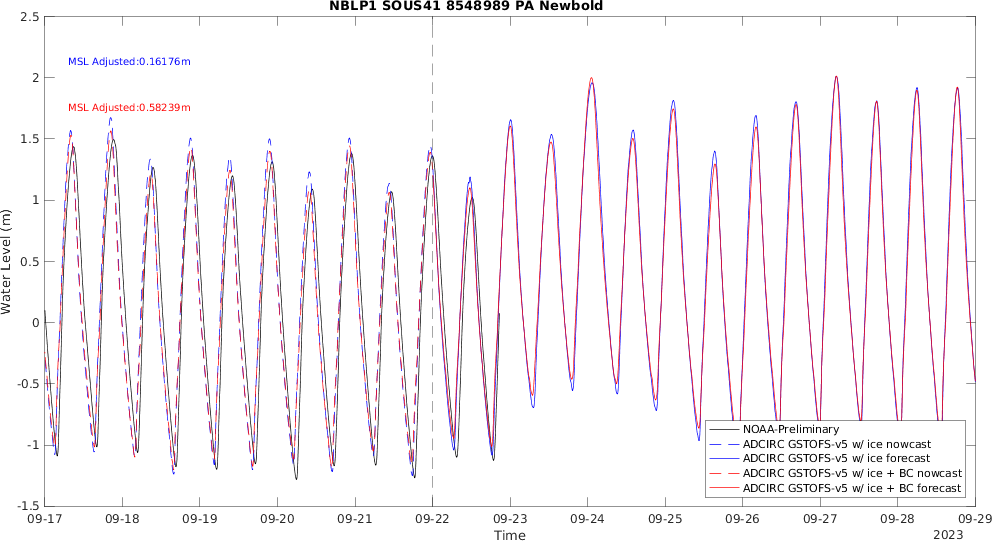 NBLP1 SOUS41 8548989 PA Newbold
2.5
2
1.5
1
0.5
0
-0.5
-1
-1.5
Water Level (m)
MSL Adjusted:0.16176m
MSL Adjusted:0.58239m
NOAA-Preliminary
ADCIRC GSTOFS-v5 w/ ice nowcast
ADCIRC GSTOFS-v5 w/ ice forecast
ADCIRC GSTOFS-v5 w/ ice + BC nowcast
ADCIRC GSTOFS-v5 w/ ice + BC forecast
09-17 09-18 09-19 09-20 09-21 09-22 09-23 09-24 09-25 09-26 09-27 09-28 09-29
Time
2023